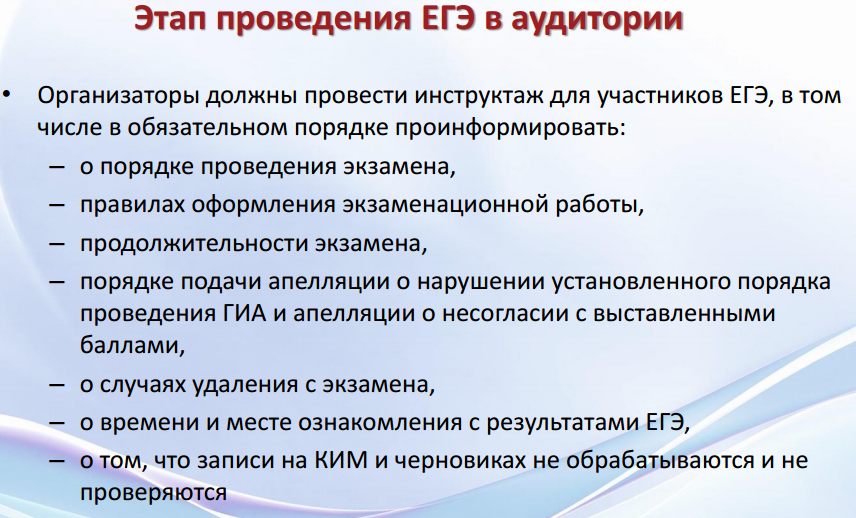 Этап проведения ЕГЭ в аудитории
• Организаторы должны провести инструктаж для участников ЕГЭ, в том
числе в обязательном порядке проинформировать:
– о порядке проведения экзамена,
– правилах оформления экзаменационной работы,
– продолжительности экзамена,
– порядке подачи апелляции о нарушении установленного порядка
проведения ГИА и апелляции о несогласии с выставленными
баллами,
– о случаях удаления с экзамена,
– о времени и месте ознакомления с результатами ЕГЭ,
– о том, что записи на КИМ и черновиках не обрабатываются и не
проверяются